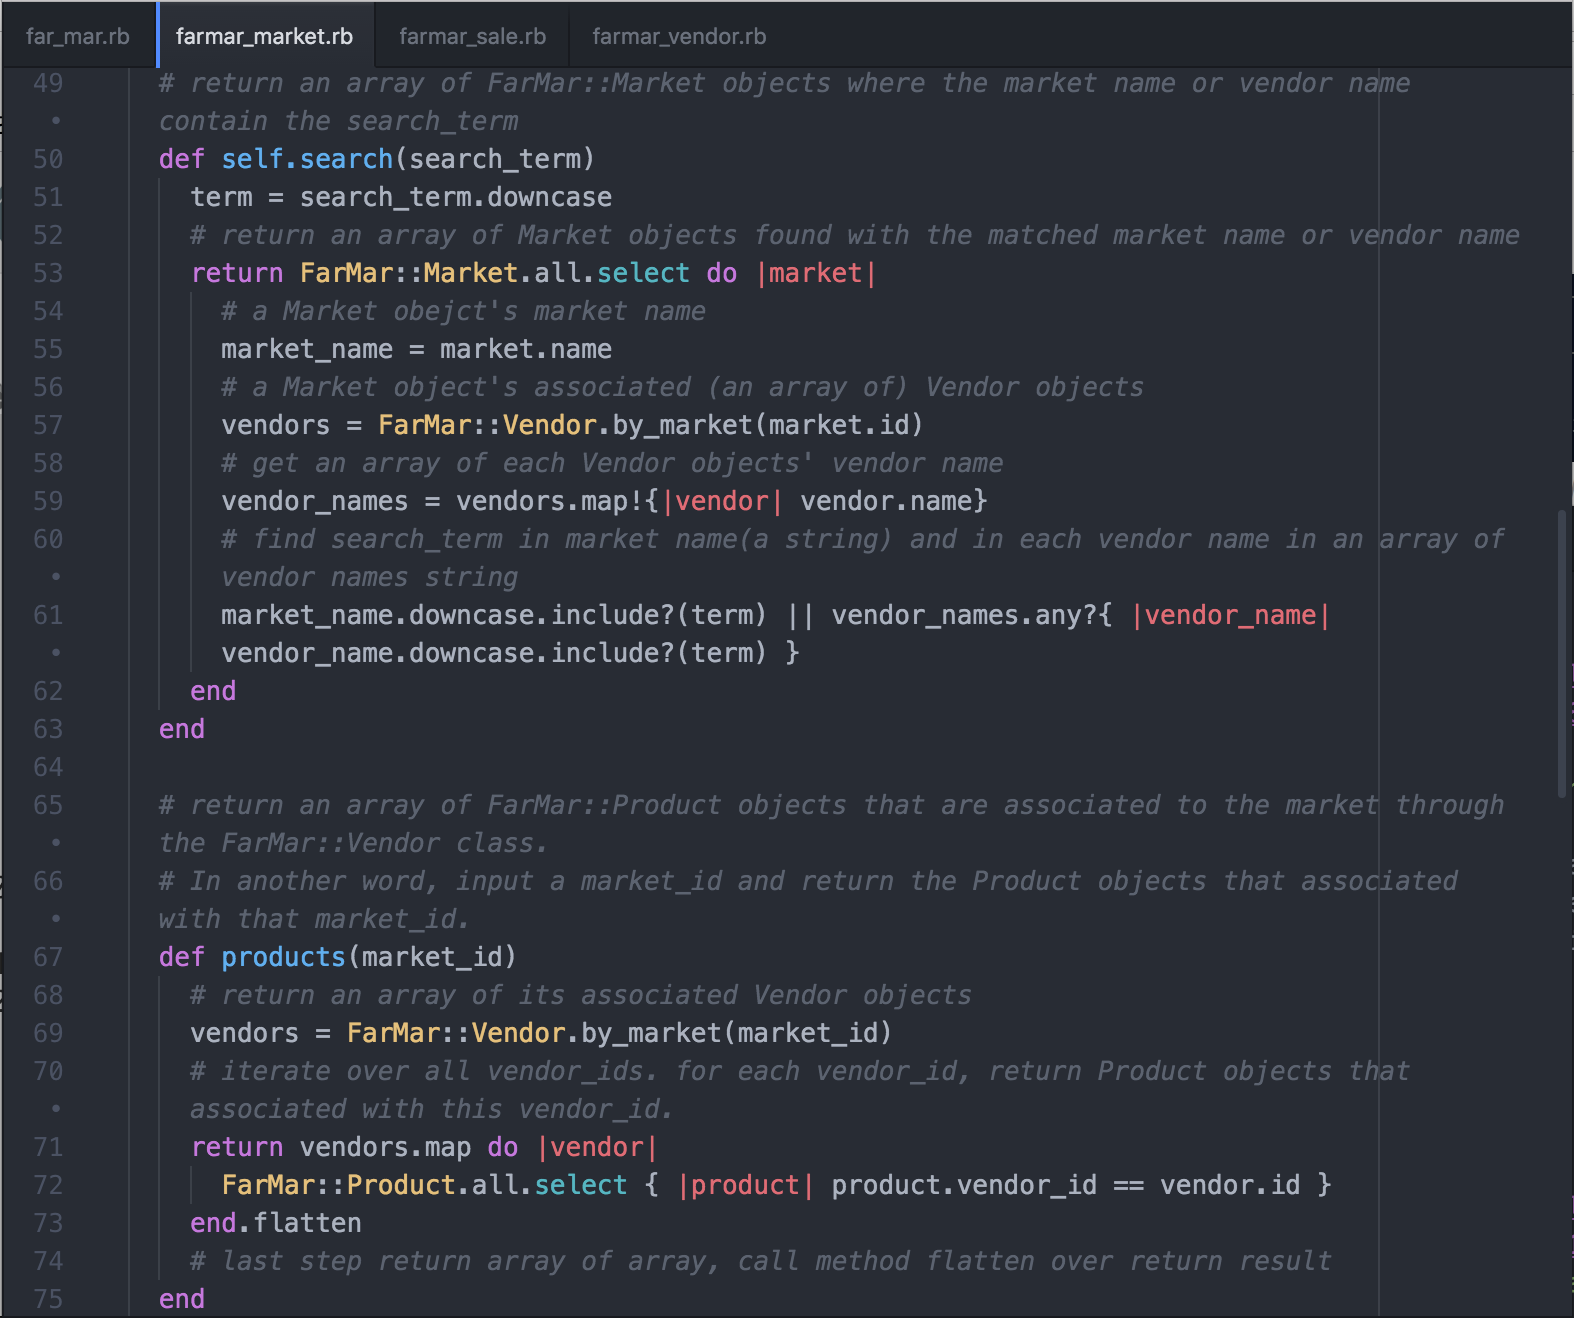 far_mar.rb farmar_market.rb farmar_sale.rb farmar_vendor.rb
49 # return an array of FarMar::Market objects where the market name or vendor name
• contain the search_term
50 def self.search(search_term)
51 term = search_term.downcase
52 # return an array of Market objects found with the matched market name or vendor name
53 return FarMar::Market.all.select do |market|
54 # a Market obejct's market name
55 market_name = market.name
56 # a Market object's associated (an array of) Vendor objects
57 vendors = FarMar::Vendor.by_market(market.id)
58 # get an array of each Vendor objects' vendor name
59 vendor_names = vendors.map!{|vendor| vendor.name}
60 # find search_term in market name(a string) and in each vendor name in an array of
• vendor names string
61 market_name.downcase.include?(term) || vendor_names.any?{ |vendor_name|
• vendor_name.downcase.include?(term) }
62 end
63 end
64
65 # return an array of FarMar::Product objects that are associated to the market through
• the FarMar::Vendor class.
66 # In another word, input a market_id and return the Product objects that associated
• with that market_id.
67 def products(market_id)
68 # return an array of its associated Vendor objects
69 vendors = FarMar::Vendor.by_market(market_id)
70 # iterate over all vendor_ids. for each vendor_id, return Product objects that
• associated with this vendor_id.
71 return vendors.map do |vendor|
72 FarMar::Product.all.select { |product| product.vendor_id == vendor.id }
73 end.flatten
74 # last step return array of array, call method flatten over return result
75 end